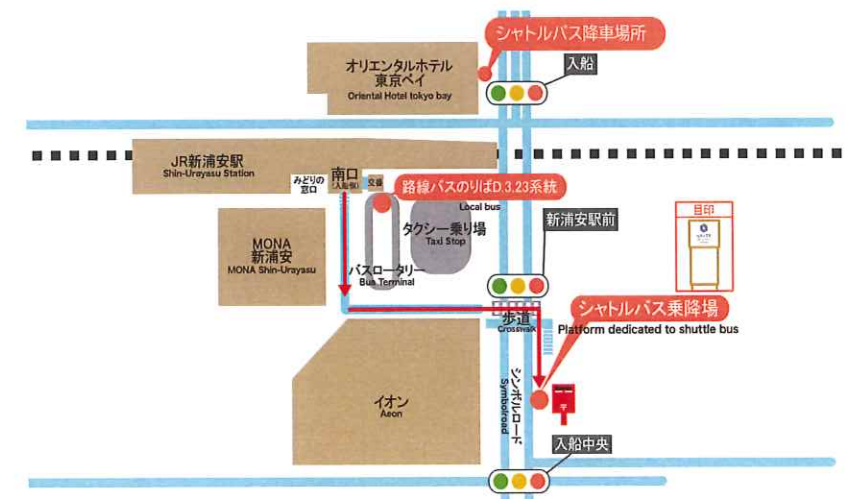 シャトルバス降車場所
オリエンタルホテル
東京ベイ
Oriental Hotel tokyo bay
入船
JR新浦安駅
Shin-Urayasu Station
みどりの
窓口
南口
(入船側)
交番
路線バスのりばD.3.23系統
Local bus
タクシー乗り場
Taxi Stop
新浦安駅前
目印
MONA
新浦安
MONA Shin-Urayasu
バスロータリー
Bus Terminal
シャトルバス乗降場
Platform dedicated to shuttle bus
歩道
Crosswalk
シンボルロード
Symbolroad
イオン
Aeon
〒
入船中央